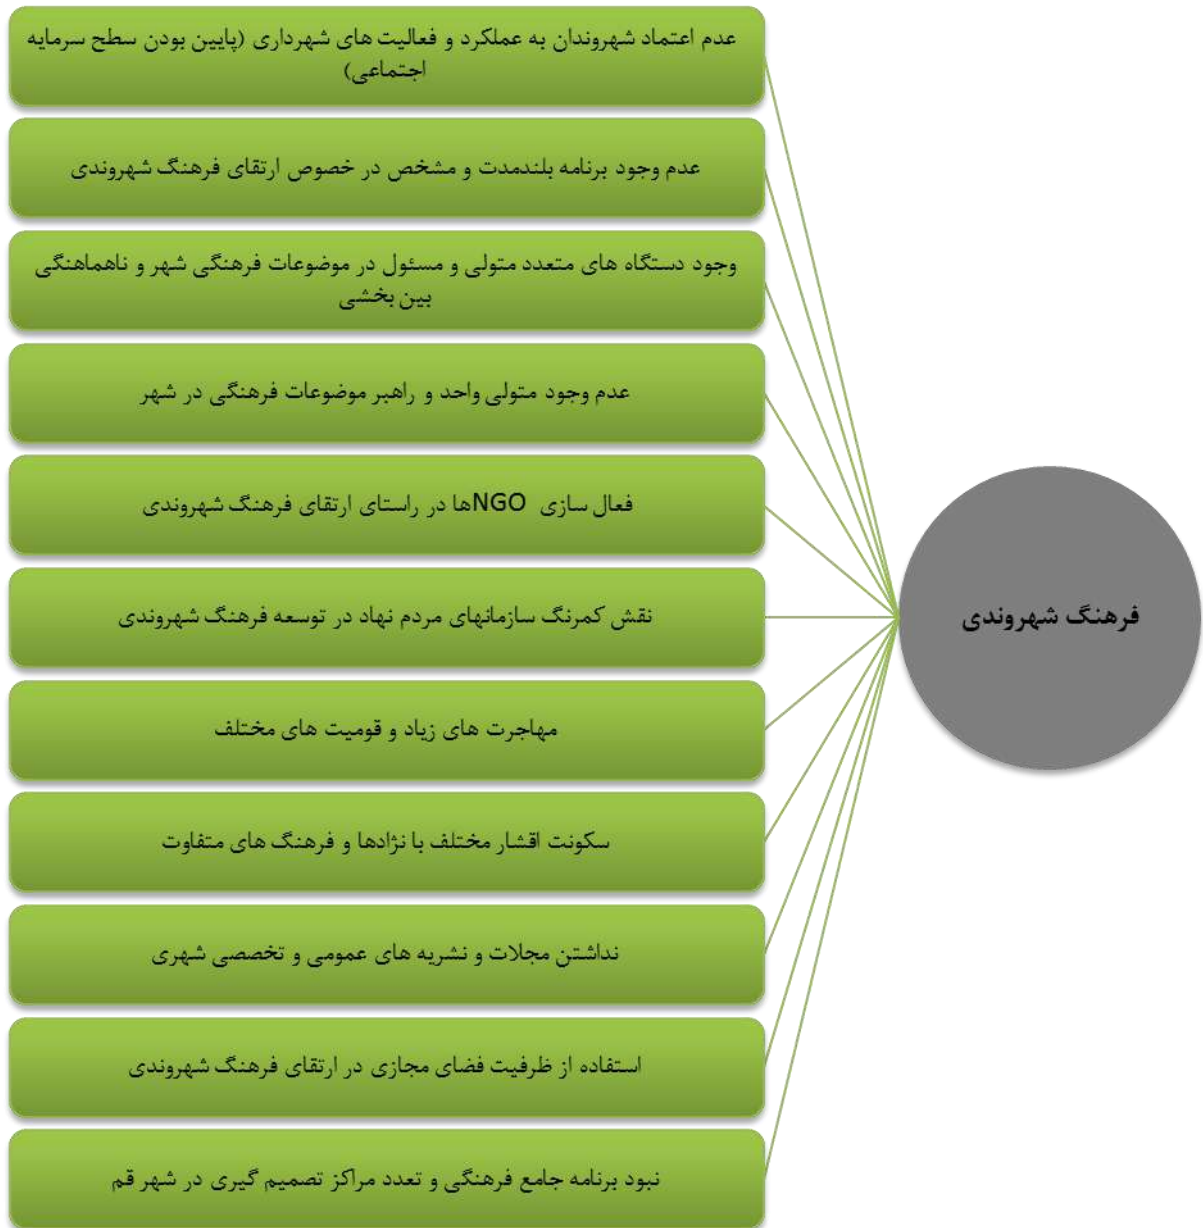 عدم اعتماد شهروندان به عملکرد و فعالیت های شهرداری (پایین بودن سطح سرمایه
اجتماعی)
عدم وجود برنامه بلندمدت و مشخص در خصوص ارتقای فرهنگ شهروندی
وجود دستگاه های متعدد متولی و مسئول در موضوعات فرهنگی شهر و ناهماهنگی
بین بخشی
عدم وجود متولی واحد و راهبر موضوعات فرهنگی در شهر
فعال سازی NGOها در راستای ارتقای فرهنگ شهروندی
نقش کمرنگ سازمانهای مردم نهاد در توسعه فرهنگ شهروندی
مهاجرت های زیاد و قومیت های مختلف
سکونت اقشار مختلف با نژادها و فرهنگ های متفاوت
نداشتن مجلات و نشریه های عمومی و تخصصی شهری
استفاده از ظرفیت فضای مجازی در ارتقای فرهنگ شهروندی
نبود برنامه جامع فرهنگی و تعدد مراکز تصمیم گیری در شهر قم
فرهنگ شهروندی